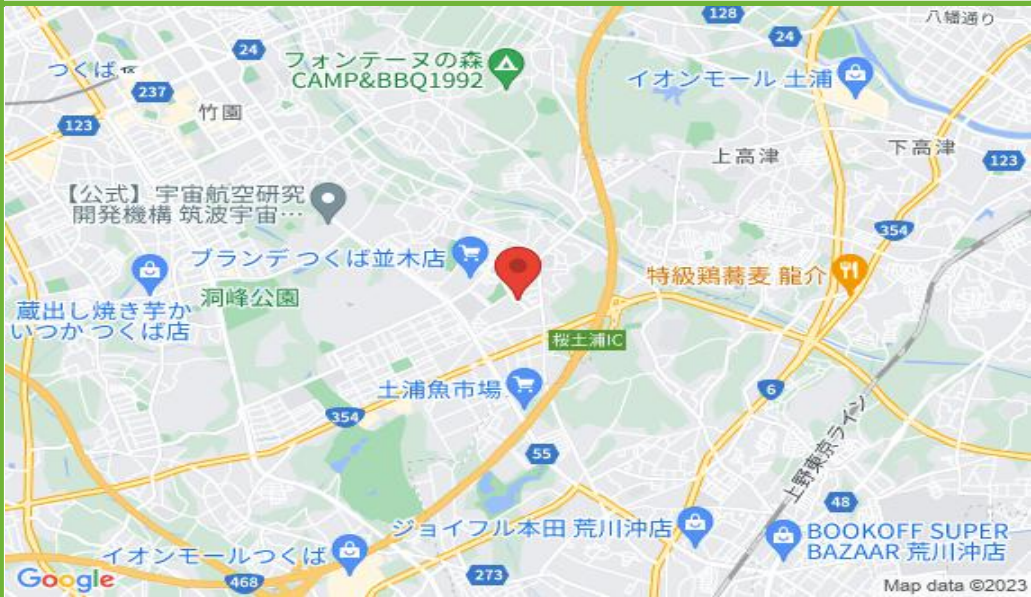 128
八幡通り
24
24
フォンテーヌの森
CAMP&BBQ1992
つくば
イオンモール 土浦
237
竹園
123
上高津
下高津
123
【公式】宇宙航空研究
開発機構 筑波宇宙…
354
ブランデ つくば並木店
特級鶏蕎麦 龍介
洞峰公園
蔵出し焼き芋か
いつか つくば店
桜土浦IC
土浦魚市場
6
354
55
上野東京ライン
48
ジョイフル本田 荒川沖店
BOOKOFF SUPER
BAZAAR 荒川沖店
イオンモールつくば
273
468
Google
Map data ©2023